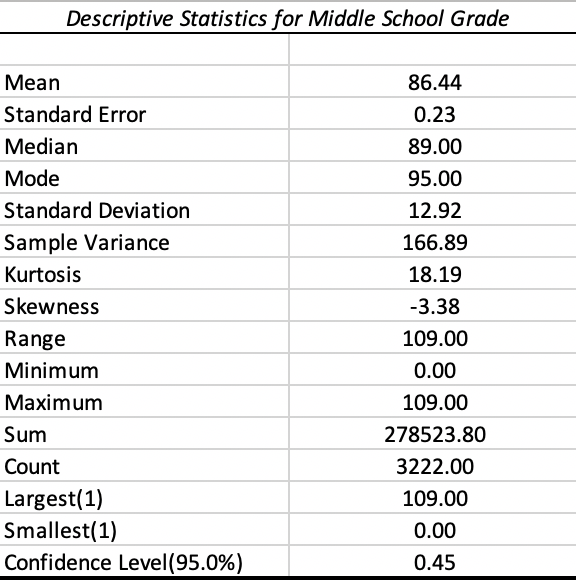 Descriptive Statistics for Middle School Grade
Mean 86.44
Standard Error 0.23
Median 89.00
Mode 95.00
Standard Deviation 12.92
Sample Variance 166.89
Kurtosis 18.19
Skewness -3.38
Range 109.00
Minimum 0.00
Maximum 109.00
Sum 278523.80
Count 3222.00
Largest(1) 109.00
Smallest(1) 0.00
Confidence Level(95.0%) 0.45